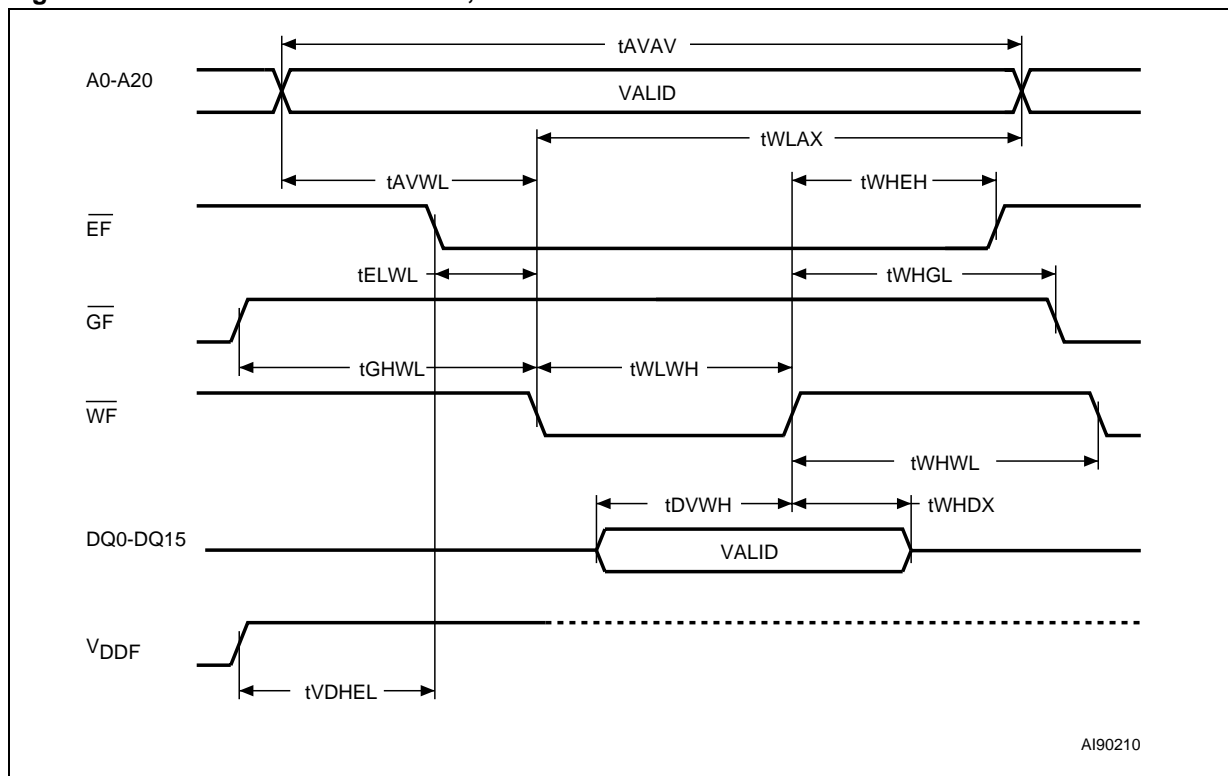 tAVAV
A0-A20
VALID
tWLAX
tAVWL
tWHEH
EF
tELWL
tWHGL
GF
tGHWL
tWLWH
WF
tWHWL
tDVWH
tWHDX
DQ0-DQ15
VALID
VDDF
tVDHEL
AI90210